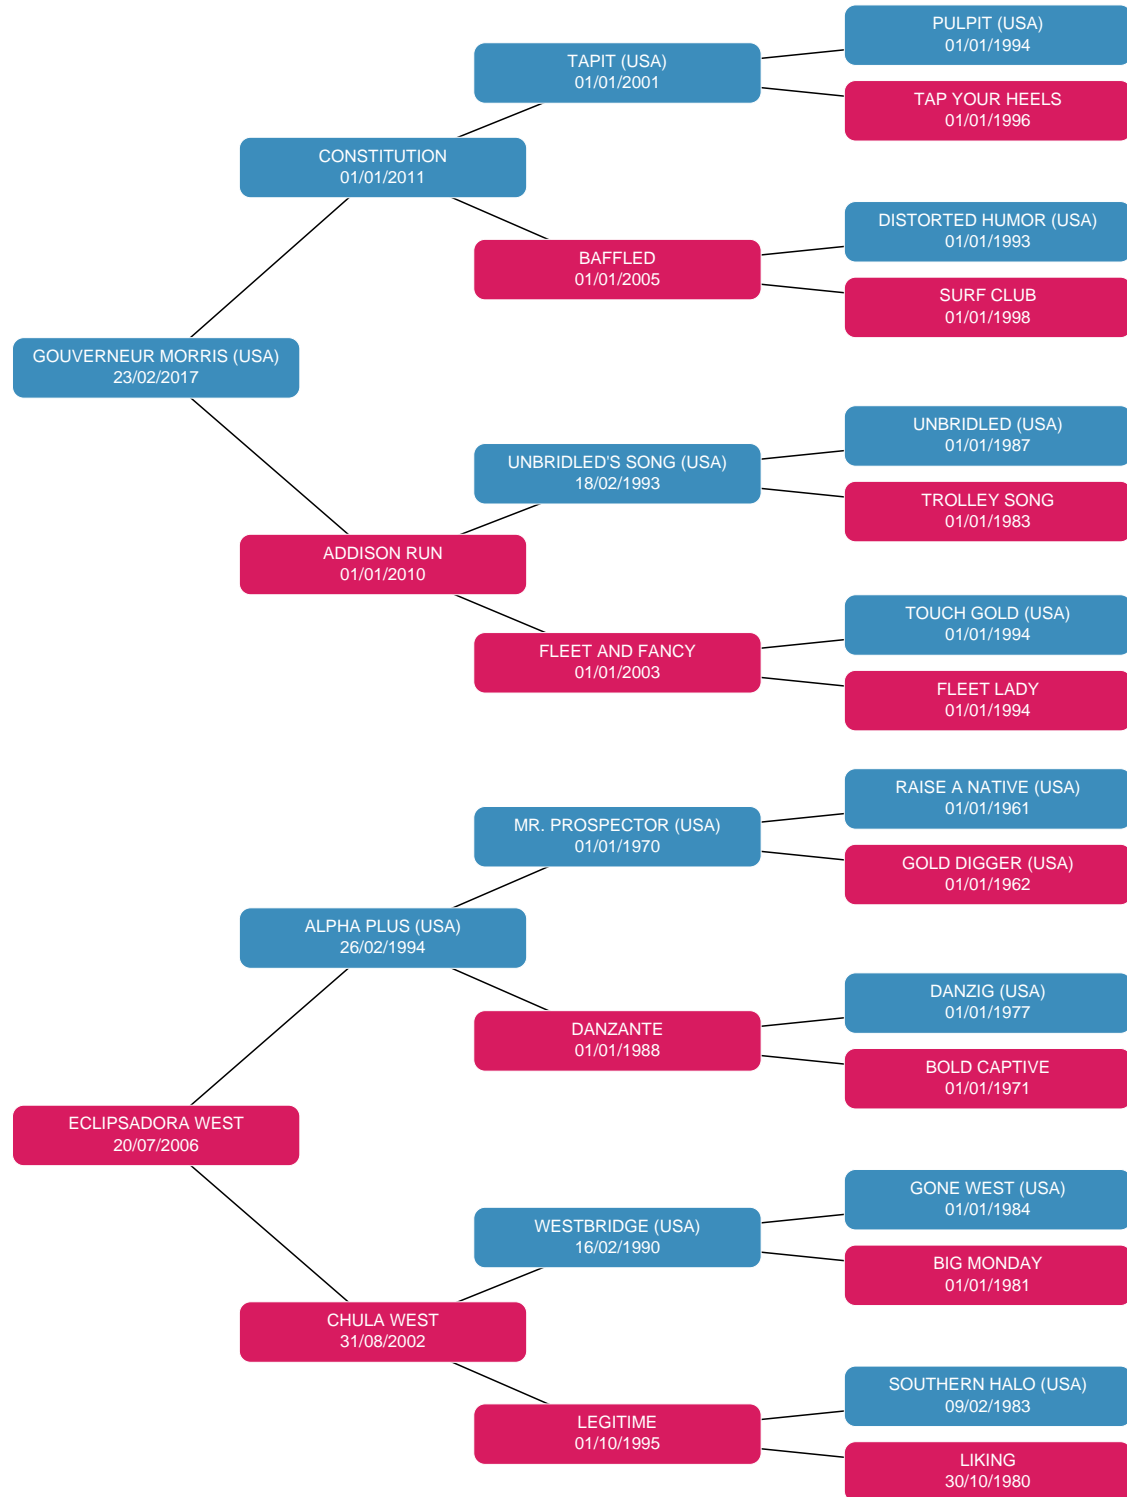 PULPIT (USA)
01/01/1994
TAPIT (USA)
01/01/2001
TAP YOUR HEELS
01/01/1996
CONSTITUTION
01/01/2011
DISTORTED HUMOR (USA)
01/01/1993
BAFFLED
01/01/2005
SURF CLUB
01/01/1998
GOUVERNEUR MORRIS (USA)
23/02/2017
UNBRIDLED (USA)
01/01/1987
UNBRIDLED'S SONG (USA)
18/02/1993
TROLLEY SONG
01/01/1983
ADDISON RUN
01/01/2010
TOUCH GOLD (USA)
01/01/1994
FLEET AND FANCY
01/01/2003
FLEET LADY
01/01/1994
RAISE A NATIVE (USA)
01/01/1961
MR. PROSPECTOR (USA)
01/01/1970
GOLD DIGGER (USA)
01/01/1962
ALPHA PLUS (USA)
26/02/1994
DANZIG (USA)
01/01/1977
DANZANTE
01/01/1988
BOLD CAPTIVE
01/01/1971
ECLIPSADORA WEST
20/07/2006
GONE WEST (USA)
01/01/1984
WESTBRIDGE (USA)
16/02/1990
BIG MONDAY
01/01/1981
CHULA WEST
31/08/2002
SOUTHERN HALO (USA)
09/02/1983
LEGITIME
01/10/1995
LIKING
30/10/1980